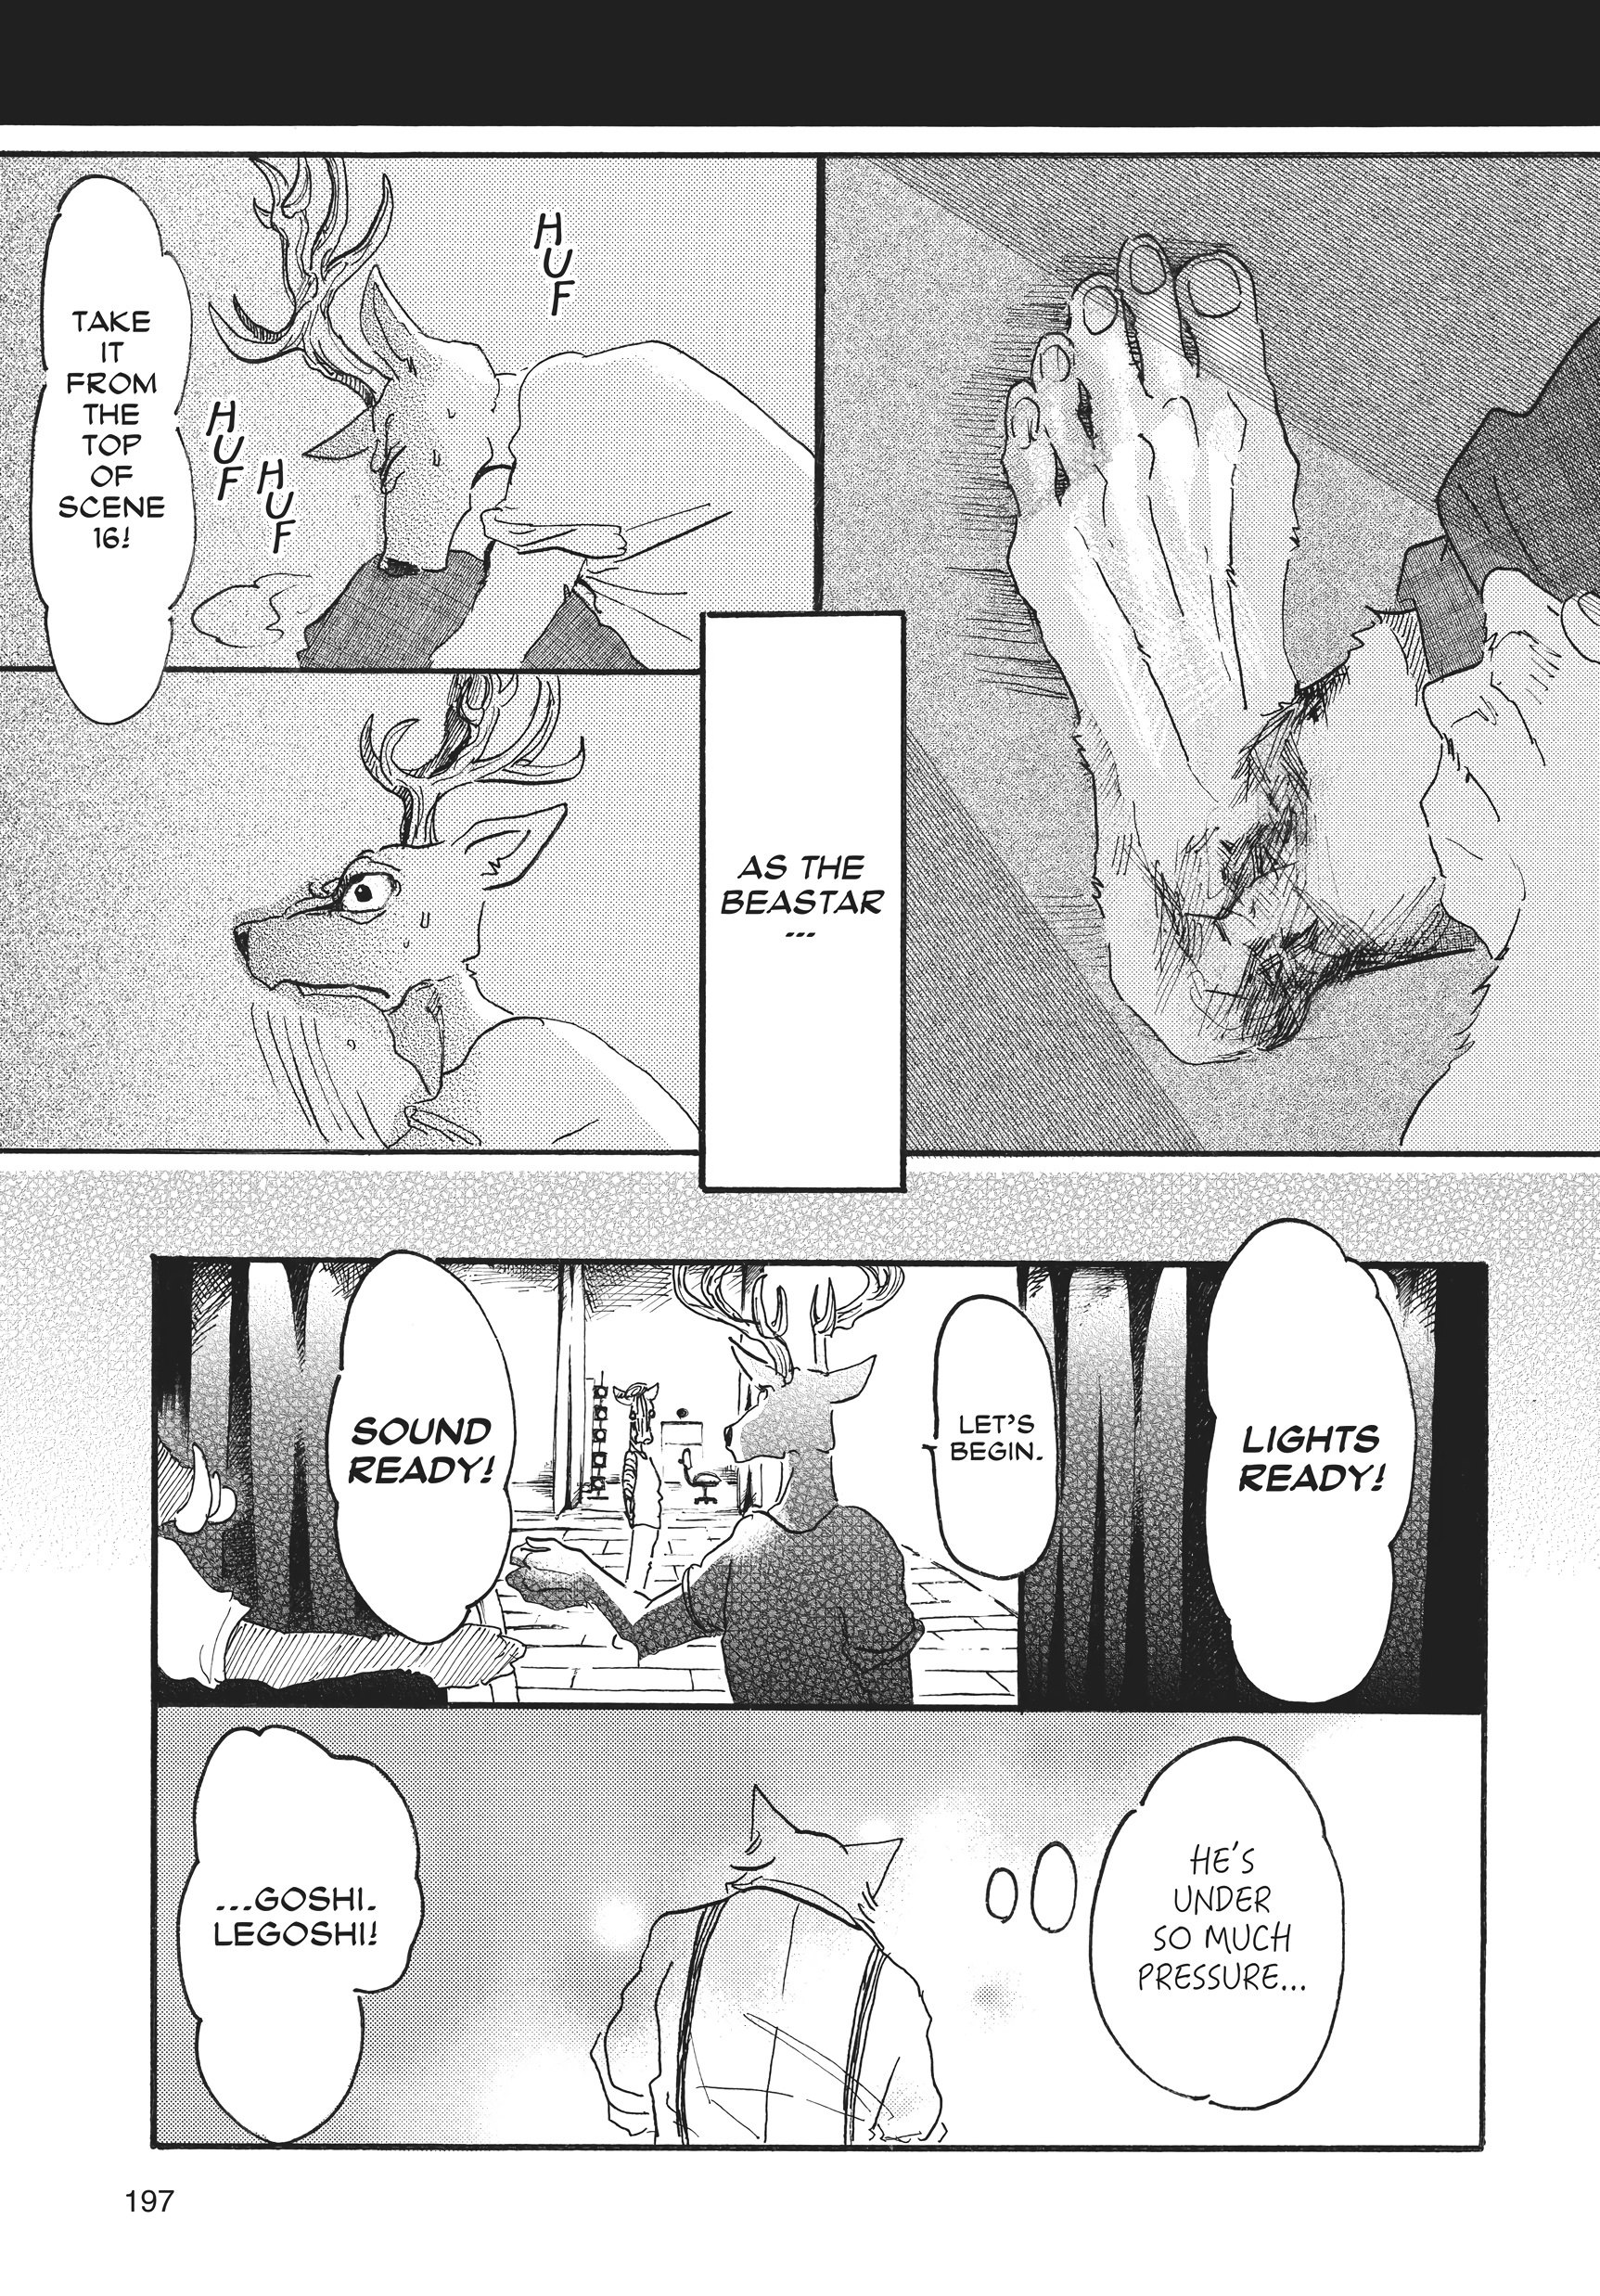 HUF
HUF
HUF
TAKE
IT
FROM
THE
TOP
OF
SCENE
16!
AS THE
BEASTAR
...
LIGHTS
READY!
LET'S
BEGIN.
SOUND
READY!
HE'S
UNDER
SO MUCH
PRESSURE...
...GOSHI.
LEGOSHI!
197